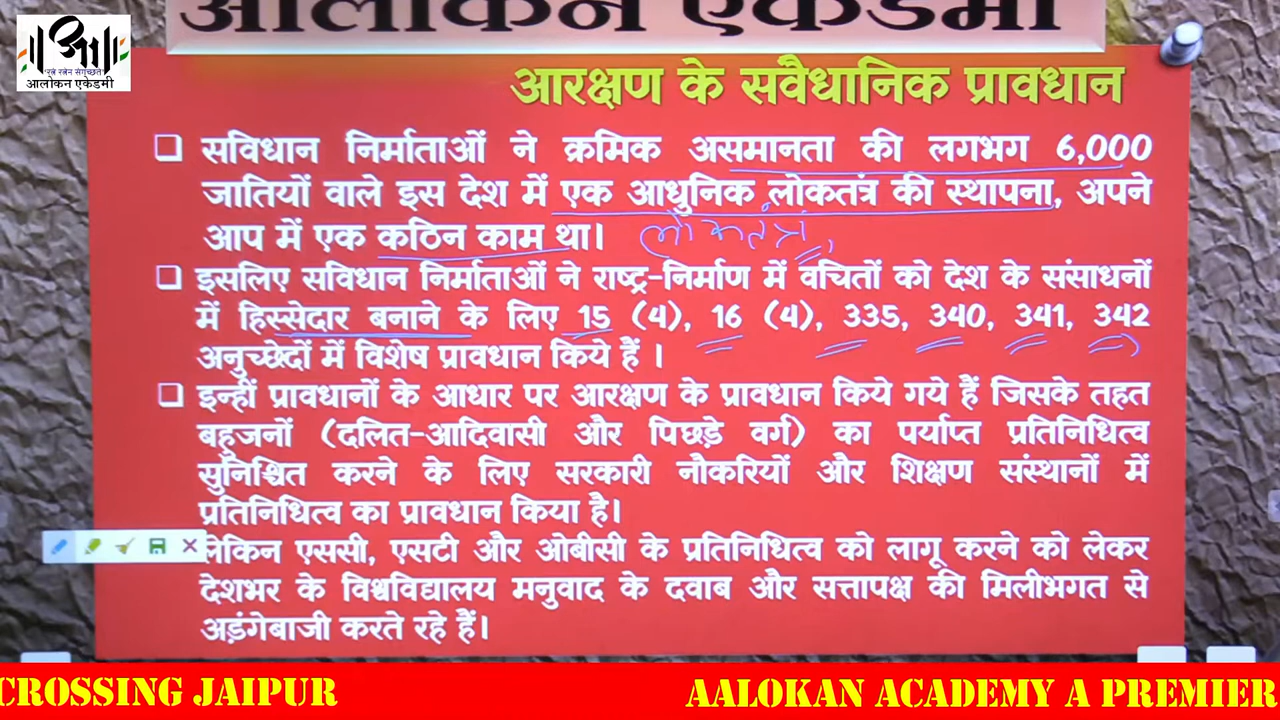 आलोकन एकेडमी
आलोकन एकेडमी
आरक्षण के सवैधानिक प्रावधान
सविधान निर्माताओं ने क्रमिक असमानता की लगभग 6,000
जातियों वाले इस देश में एक आधुनिक लोकतंत्र की स्थापना, अपने
आप में एक कठिन काम था।
लोकतंत्र
इसलिए सविधान निर्माताओं ने राष्ट्र-निर्माण में वचितों को देश के संसाधनों
में हिस्सेदार बनाने के लिए 15 (4), 16 (4), 335, 340, 341, 342
अनुच्छेदों में विशेष प्रावधान किये हैं ।
इन्हीं प्रावधानों के आधार पर आरक्षण के प्रावधान किये गये हैं जिसके तहत
बहुजनों (दलित-आदिवासी और पिछड़े वर्ग) का पर्याप्त प्रतिनिधित्व
सुनिश्चित करने के लिए सरकारी नौकरियों और शिक्षण संस्थानों में
प्रतिनिधित्व का प्रावधान किया है।
लेकिन एससी, एसटी और ओबीसी के प्रतिनिधित्व को लागू करने को लेकर
देशभर के विश्वविद्यालय मनुवाद के दवाब और सत्तापक्ष की मिलीभगत से
अड़ंगेबाजी करते रहे हैं।
CROSSING JAIPUR AALOKAN ACADEMY A PREMIER